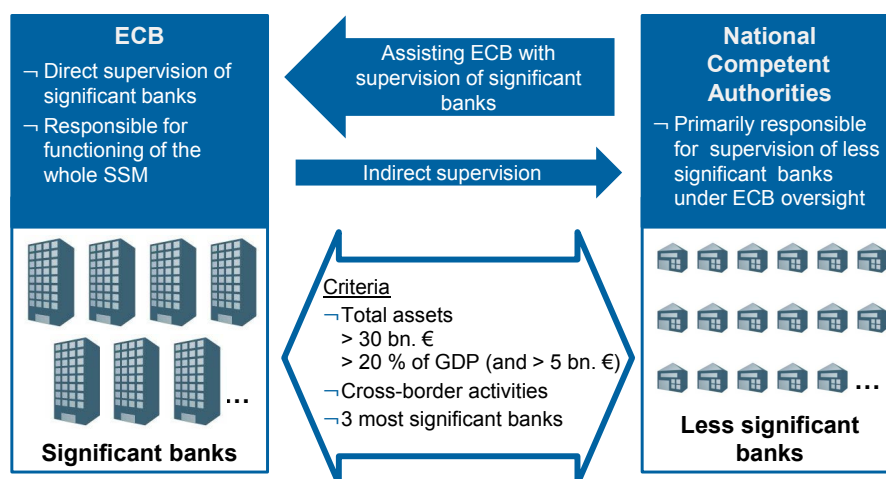 ECB
¬ Direct supervision of
significant banks
¬ Responsible for
functioning of the
whole SSM
Assisting ECB with
supervision of significant
banks
Indirect supervision
National
Competent
Authorities
¬ Primarily responsible
for supervision of less
significant banks
under ECB oversight
Criteria
¬Total assets
> 30 bn. €
> 20 % of GDP (and > 5 bn. €)
¬Cross-border activities
¬3 most significant banks
...
Significant banks
...
Less significant
banks